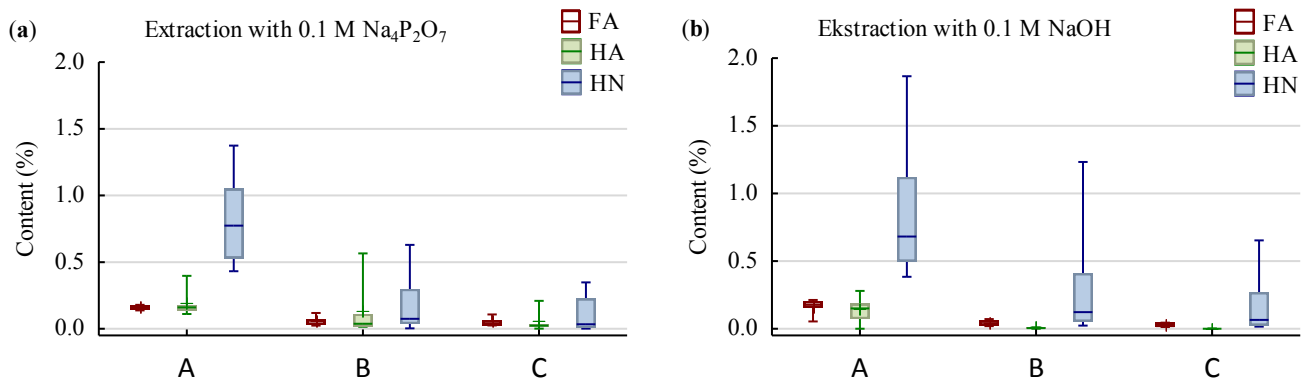 (a) Extraction with 0.1 M Na₄P₂O₇
FA
HA
HN
Content (%)
2.0
1.5
1.0
0.5
0.0
A B C
(b) Ekstraction with 0.1 M NaOH
FA
HA
HN
Content (%)
2.0
1.5
1.0
0.5
0.0
A B C